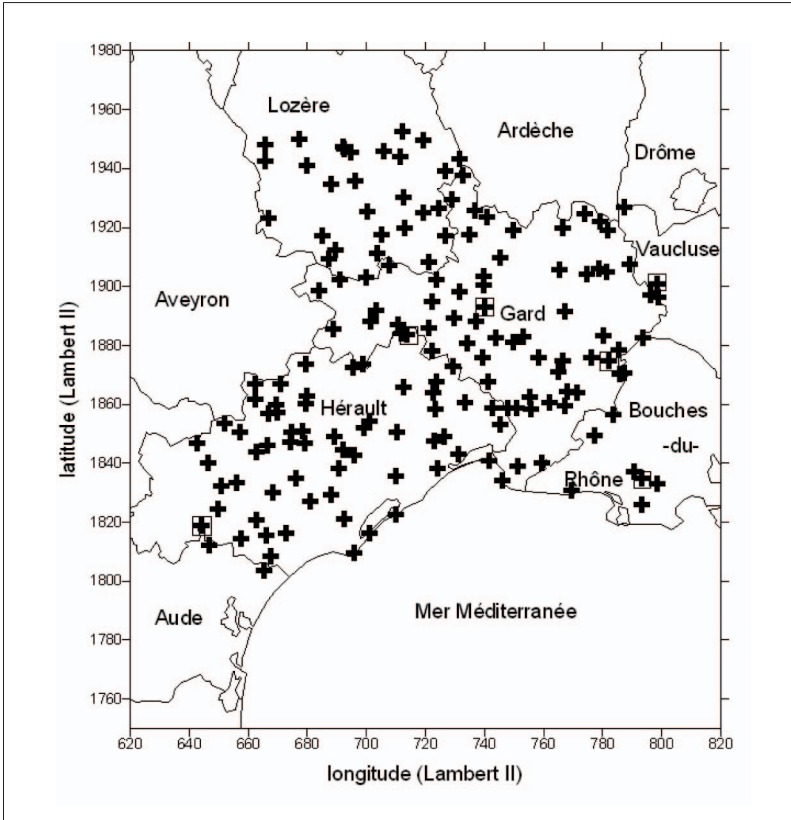 1980
1960
1940
1920
1900
1880
1860
1840
1820
1800
1780
1760
latitude (Lambert II)
Lozère
Ardèche
Drôme
Vaucluse
Aveyron
Gard
Hérault
Bouches
-du-
Rhône
Aude
Mer Méditerranée
620 640 660 680 700 720 740 760 780 800 820
longitude (Lambert II)